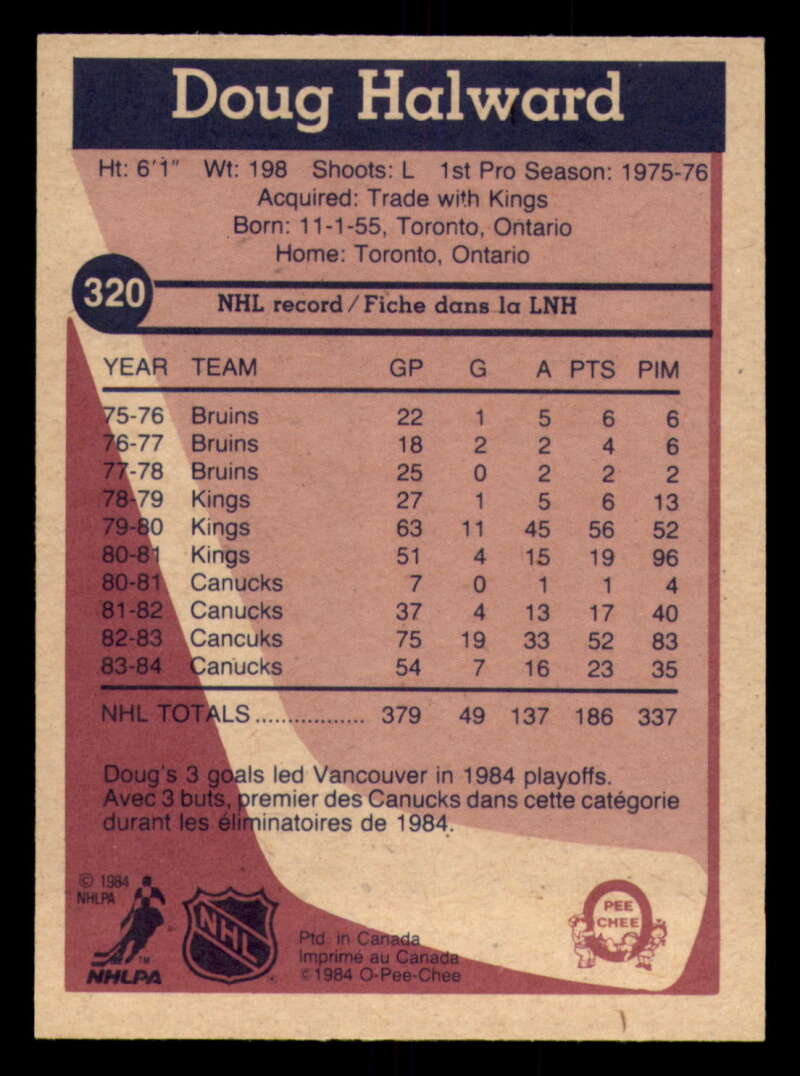 Doug Halward
Ht: 6'1" Wt: 198 Shoots: L 1st Pro Season: 1975-76
Acquired: Trade with Kings
Born: 11-1-55, Toronto, Ontario
Home: Toronto, Ontario
320
NHL record / Fiche dans la LNH
YEAR TEAM GP G A PTS PIM
75-76 Bruins 22 1 5 6 6
76-77 Bruins 18 2 2 4 6
77-78 Bruins 25 0 2 2 2
78-79 Kings 27 1 5 6 13
79-80 Kings 63 11 45 56 52
80-81 Kings 51 4 15 19 96
80-81 Canucks 7 0 1 1 4
81-82 Canucks 37 4 13 17 40
82-83 Cancuks 75 19 33 52 83
83-84 Canucks 54 7 16 23 35
NHL TOTALS................. 379 49 137 186 337
Doug's 3 goals led Vancouver in 1984 playoffs.
Avec 3 buts, premier des Canucks dans cette catégorie
durant les éliminatoires de 1984.
© 1984
NHLPA
TM
NHLPA
NHL
Ptd. in Canada
Imprimé au Canada
© 1984 O-Pee-Chee
PEE
CHEE